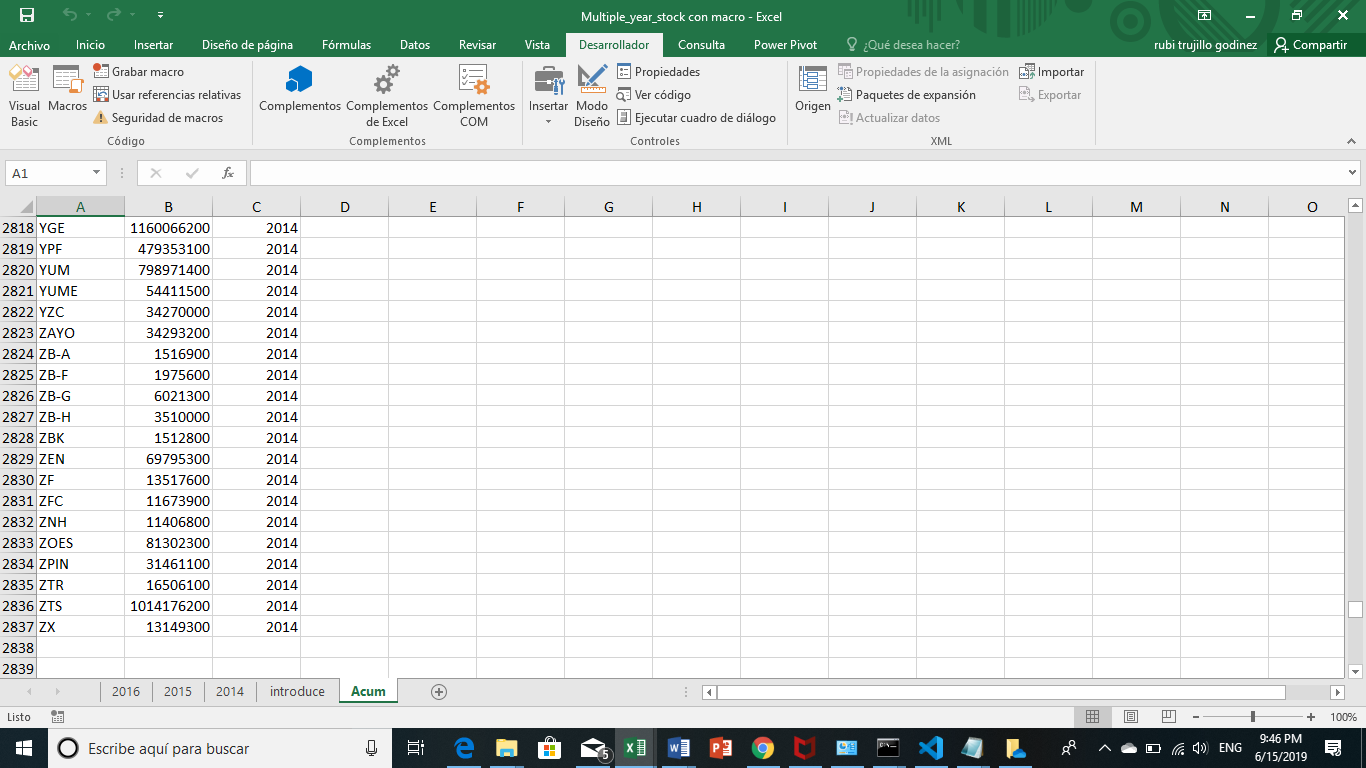 Multiple_year_stock con macro - Excel
Archivo Inicio Insertar Diseño de página Fórmulas Datos Revisar Vista Desarrollador Consulta Power Pivot ¿Qué desea hacer? rubi trujillo godinez Compartir
Visual Basic
Macros
Grabar macro
Usar referencias relativas
Seguridad de macros
Código
Complementos
Complementos de Excel
Complementos COM
Complementos
Insertar
Modo Diseño
Propiedades
Ver código
Ejecutar cuadro de diálogo
Controles
Origen
Propiedades de la asignación
Paquetes de expansión
Actualizar datos
Importar
Exportar
XML
A1 fx
A B C D E F G H I J K L M N O
2818 YGE 1160066200 2014
2819 YPF 479353100 2014
2820 YUM 798971400 2014
2821 YUME 54411500 2014
2822 YZC 34270000 2014
2823 ZAYO 34293200 2014
2824 ZB-A 1516900 2014
2825 ZB-F 1975600 2014
2826 ZB-G 6021300 2014
2827 ZB-H 3510000 2014
2828 ZBK 1512800 2014
2829 ZEN 69795300 2014
2830 ZF 13517600 2014
2831 ZFC 11673900 2014
2832 ZNH 11406800 2014
2833 ZOES 81302300 2014
2834 ZPIN 31461100 2014
2835 ZTR 16506100 2014
2836 ZTS 1014176200 2014
2837 ZX 13149300 2014
2838
2839
2016 2015 2014 introduce Acum
Listo 100%
Escribe aquí para buscar 5 ENG 9:46 PM
6/15/2019